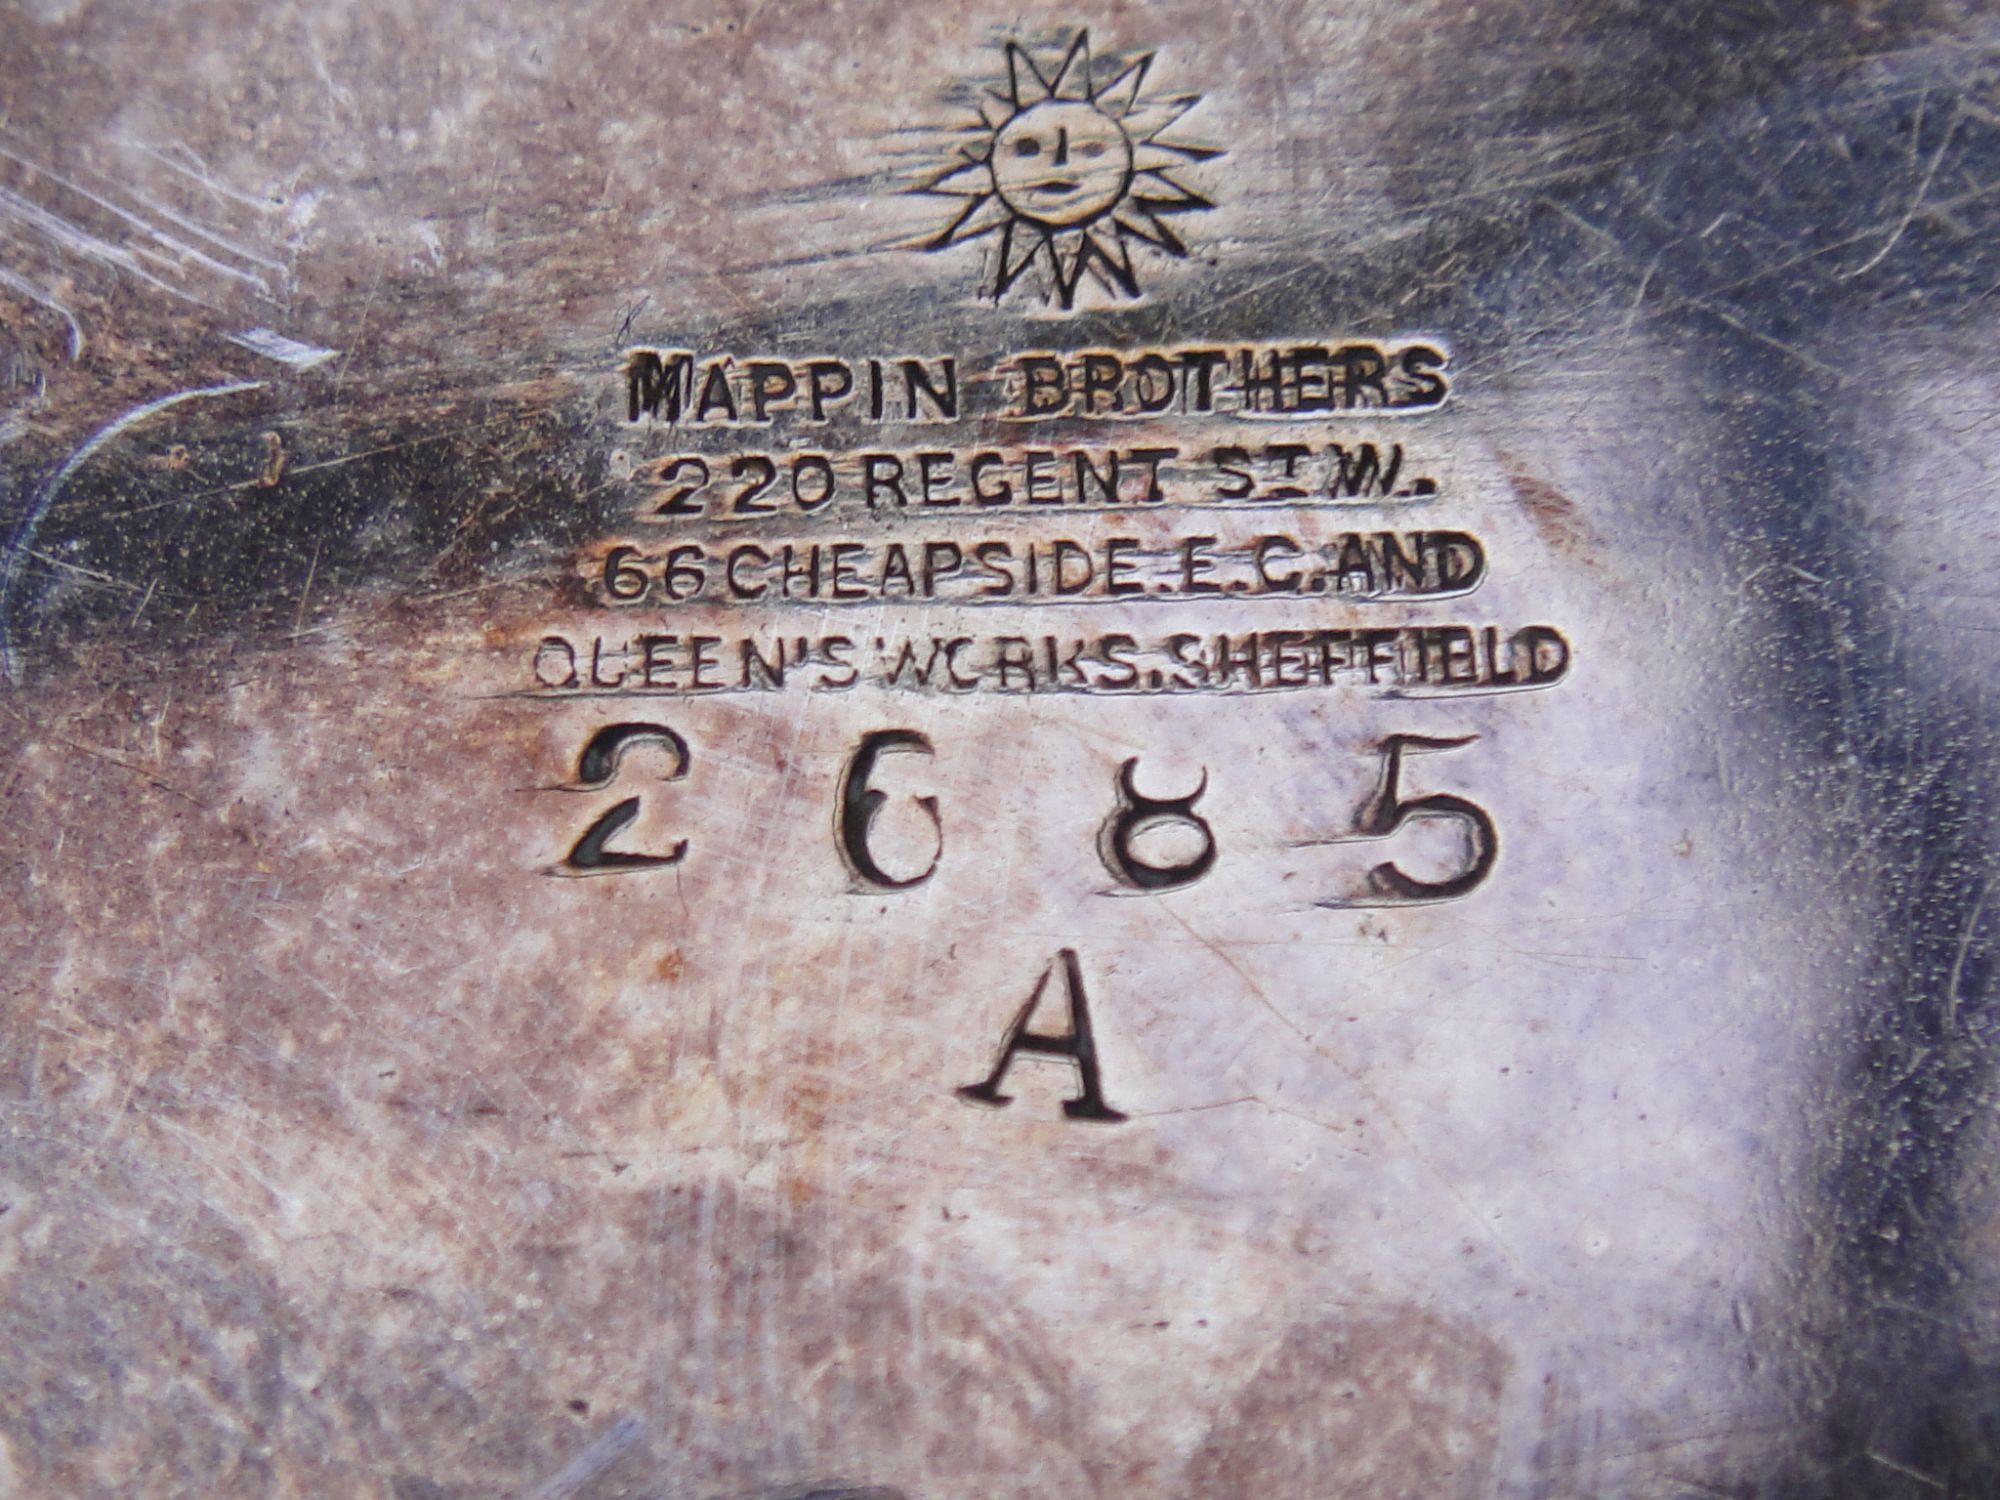 MAPPIN BROTHERS
220 REGENT ST W.
66 CHEAPSIDE. E. C. AND
QUEEN'S WORKS. SHEFFIELD
2685
A